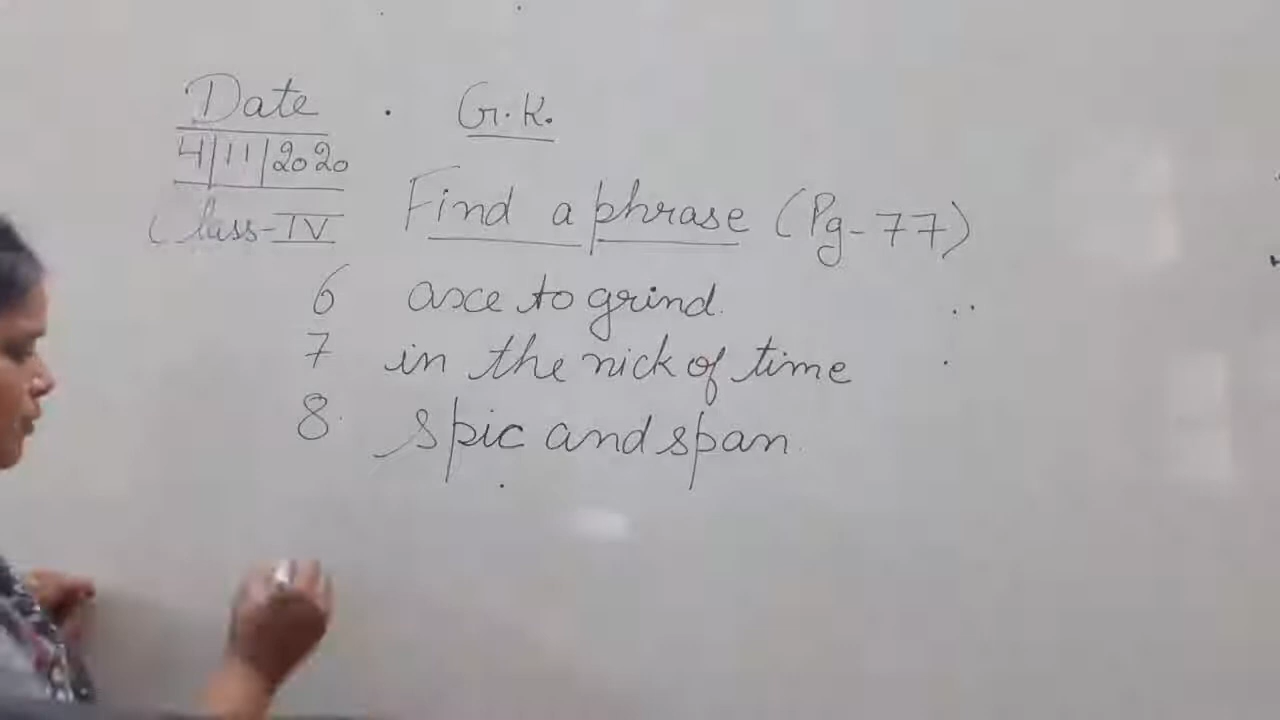 Date
G.K.
4/11/2020
Class-IV
Find a phrase (Pg-77)
6 axe to grind.
7 in the nick of time
8. spic and span.